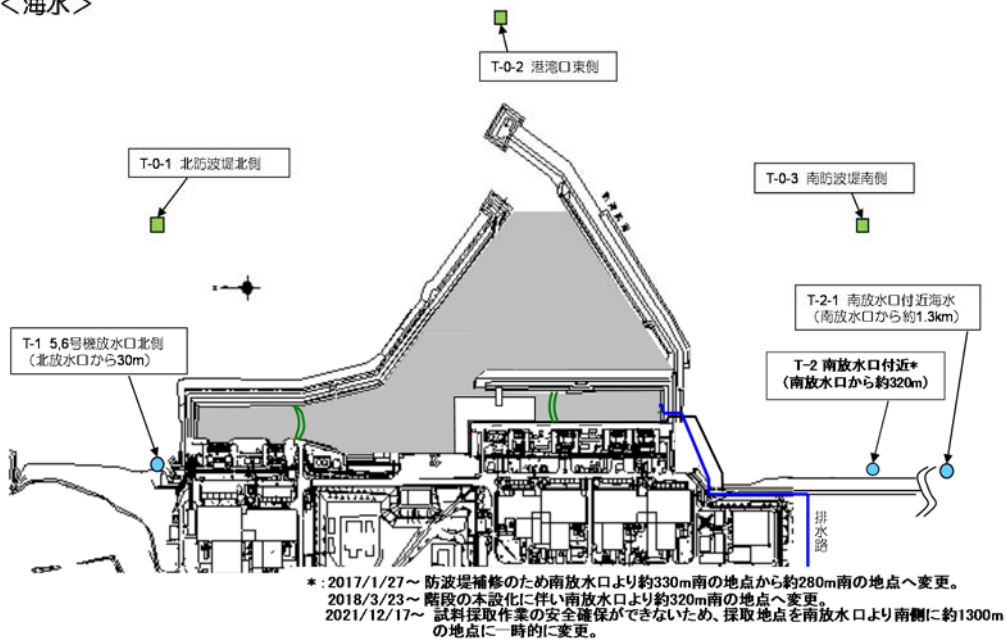 ＜海水＞
T-0-2 港湾口東側
T-0-1 北防波堤北側
T-0-3 南防波堤南側
T-2-1 南放水口付近海水
（南放水口から約1.3km）
T-1 5,6号機放水口北側
（北放水口から30m）
T-2 南放水口付近*
（南放水口から約320m）
排水路
*：2017/1/27～ 防波堤補修のため南放水口より約330m南の地点から約280m南の地点へ変更。
2018/3/23～ 階段の本設化に伴い南放水口より約320m南の地点へ変更。
2021/12/17～ 試料採取作業の安全確保ができないため、採取地点を南放水口より南側に約1300m
の地点に一時的に変更。